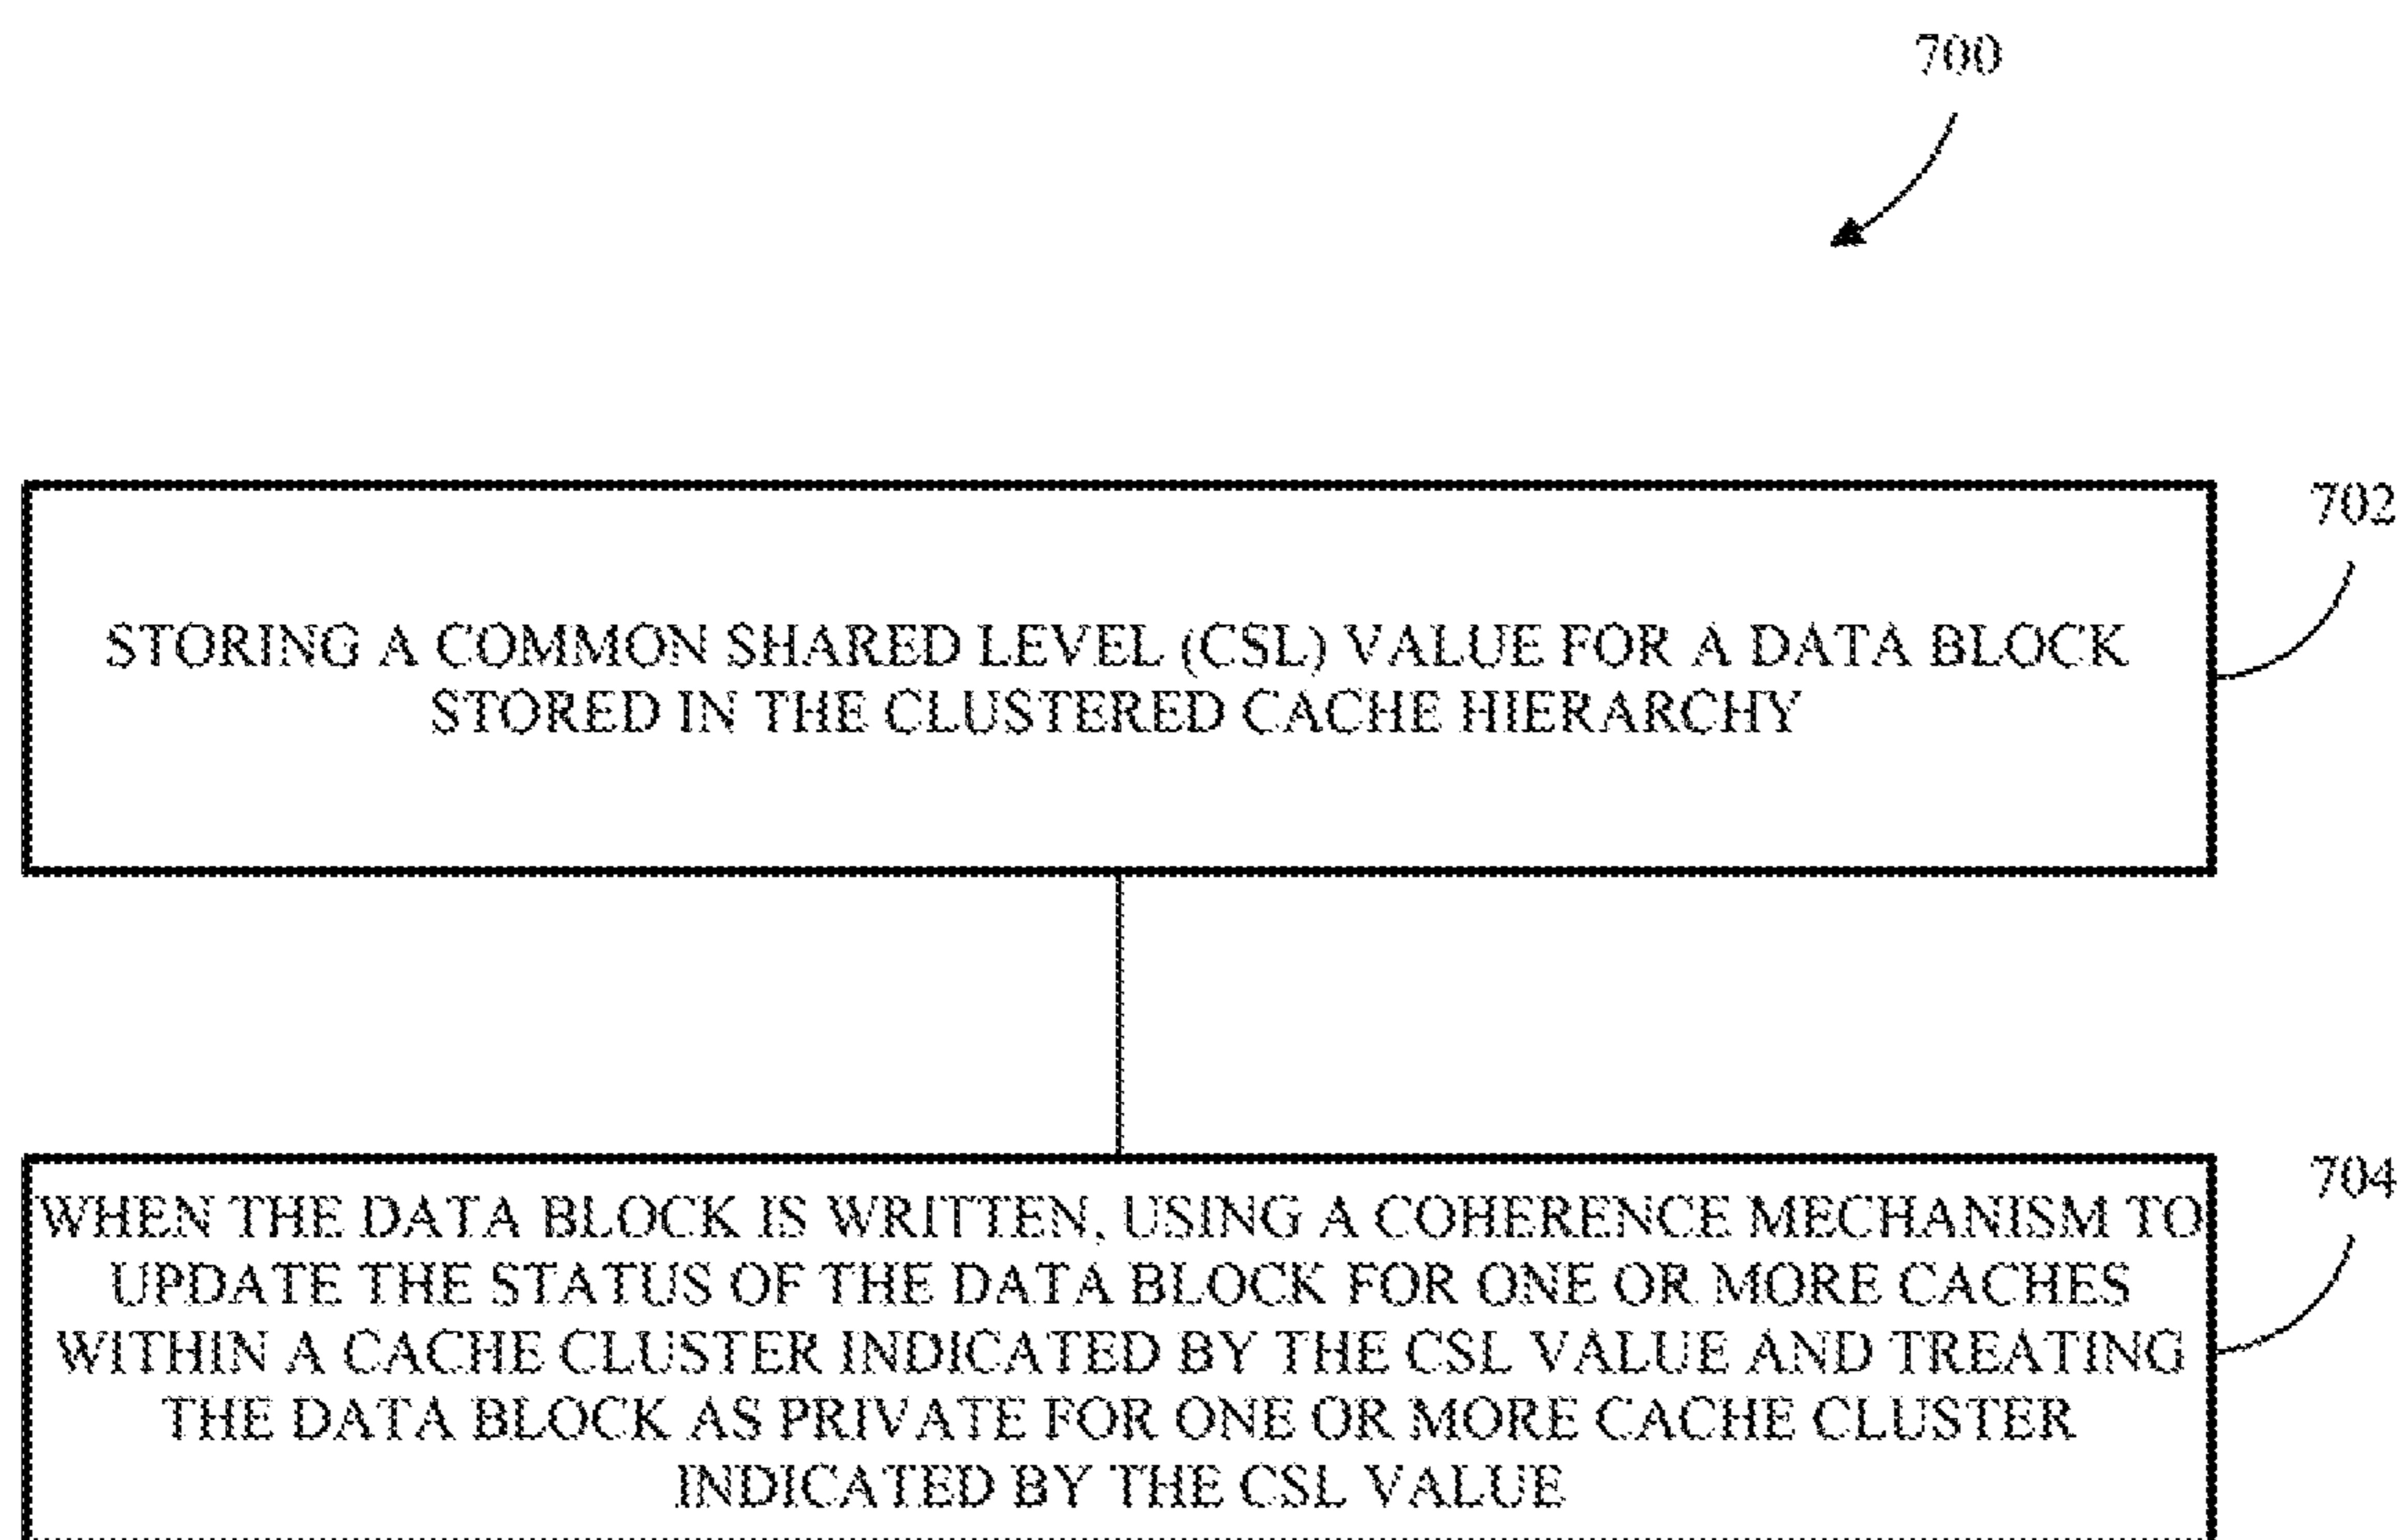 700
702
STORING A COMMON SHARED LEVEL (CSL) VALUE FOR A DATA BLOCK
STORED IN THE CLUSTERED CACHE HIERARCHY
704
WHEN THE DATA BLOCK IS WRITTEN, USING A COHERENCE MECHANISM TO
UPDATE THE STATUS OF THE DATA BLOCK FOR ONE OR MORE CACHES
WITHIN A CACHE CLUSTER INDICATED BY THE CSL VALUE AND TREATING
THE DATA BLOCK AS PRIVATE FOR ONE OR MORE CACHE CLUSTER
INDICATED BY THE CSL VALUE